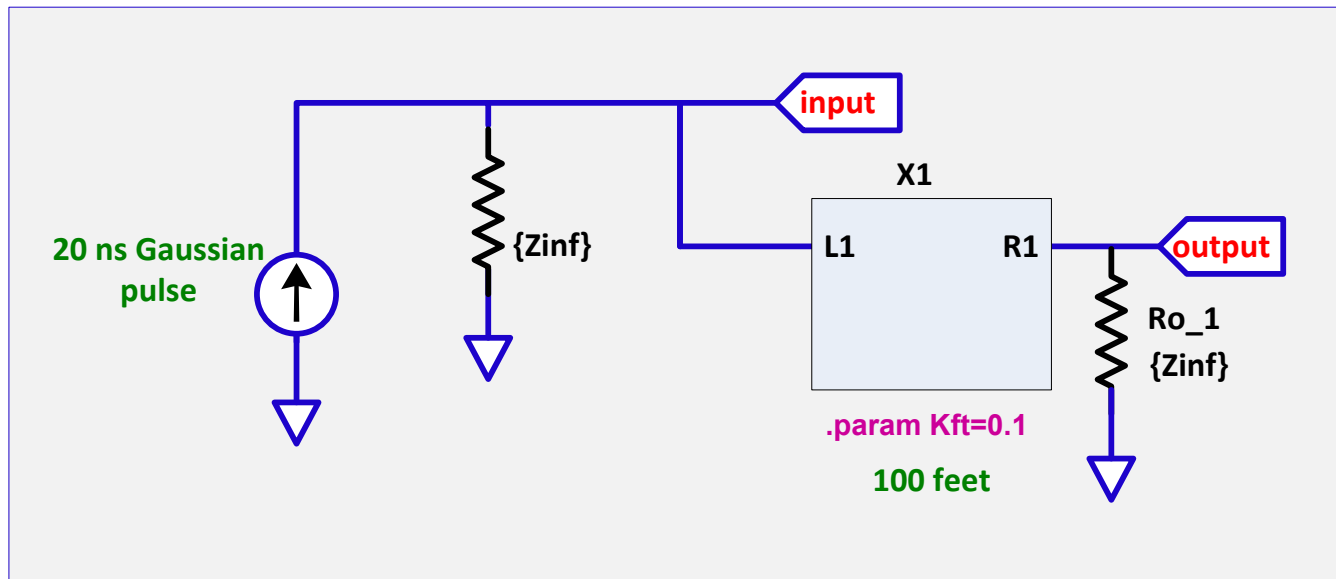 input
X1
20 ns Gaussian
pulse
{Zinf}
L1
R1
output
Ro_1
{Zinf}
.param Kft=0.1
100 feet